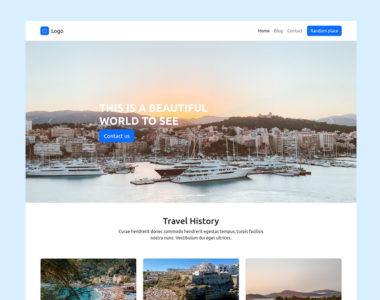 Logo
Home Blog Contact Random place
THIS IS A BEAUTIFUL
WORLD TO SEE
Contact us
Travel History
Curae hendrerit donec commodo hendrerit egestas tempus, turpis facilisis
nostra nunc. Vestibulum dui eget ultrices.